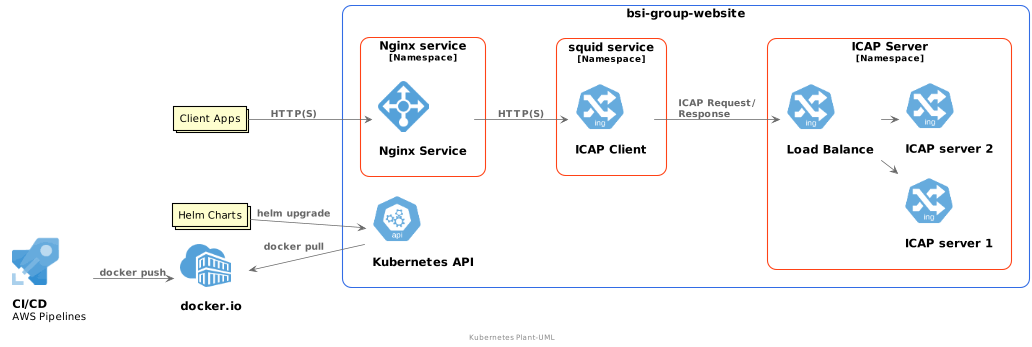 bsi-group-website
Nginx service
[Namespace]
squid service
[Namespace]
ICAP Server
[Namespace]
Client Apps
HTTP(S)
Nginx Service
HTTP(S)
ing
ICAP Client
ICAP Request/
Response
ing
Load Balance
ing
ICAP server 2
ing
ICAP server 1
Helm Charts
helm upgrade
api
Kubernetes API
docker pull
docker push
docker.io
CI/CD
AWS Pipelines
Kubernetes Plant-UML